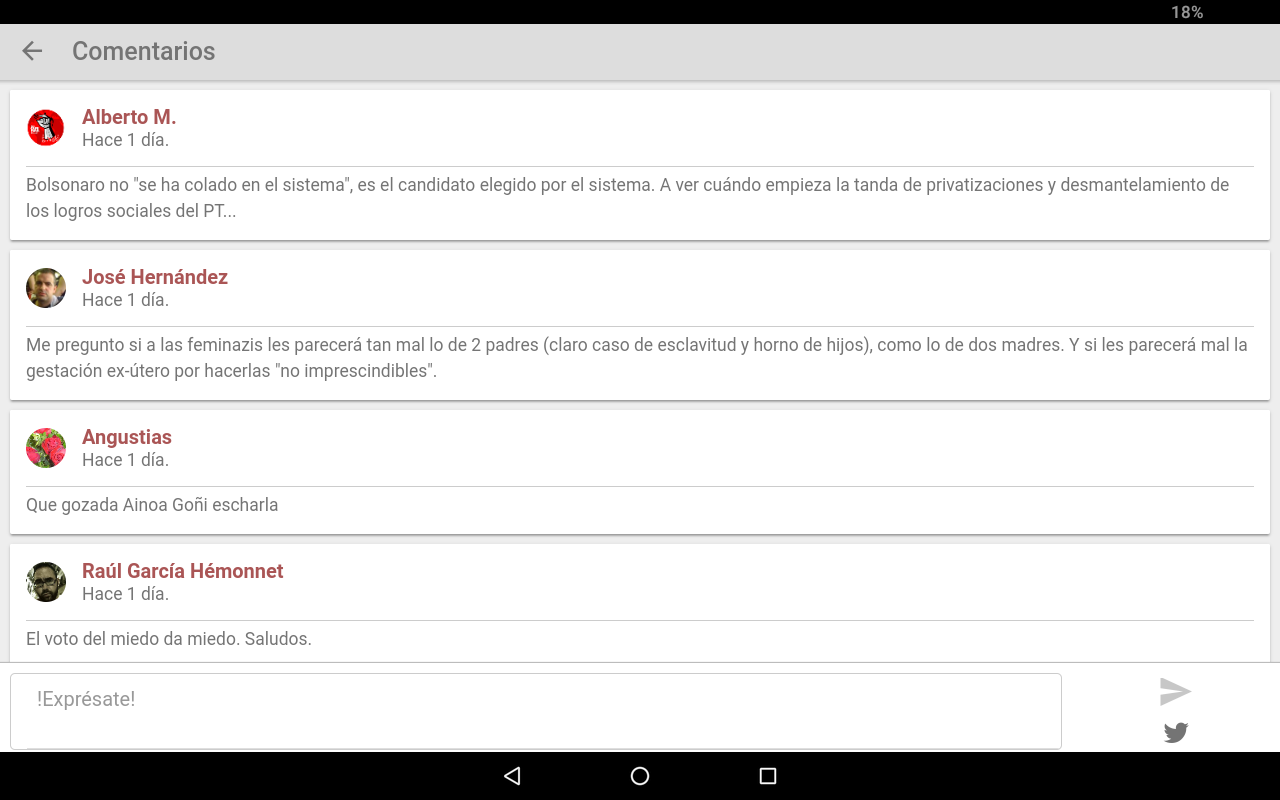 18%
Comentarios
Alberto M.
Hace 1 día.
Bolsonaro no "se ha colado en el sistema", es el candidato elegido por el sistema. A ver cuándo empieza la tanda de privatizaciones y desmantelamiento de
los logros sociales del PT...
José Hernández
Hace 1 día.
Me pregunto si a las feminazis les parecerá tan mal lo de 2 padres (claro caso de esclavitud y horno de hijos), como lo de dos madres. Y si les parecerá mal la
gestación ex-útero por hacerlas "no imprescindibles".
Angustias
Hace 1 día.
Que gozada Ainoa Goñi escharla
Raúl García Hémonnet
Hace 1 día.
El voto del miedo da miedo. Saludos.
!Exprésate!